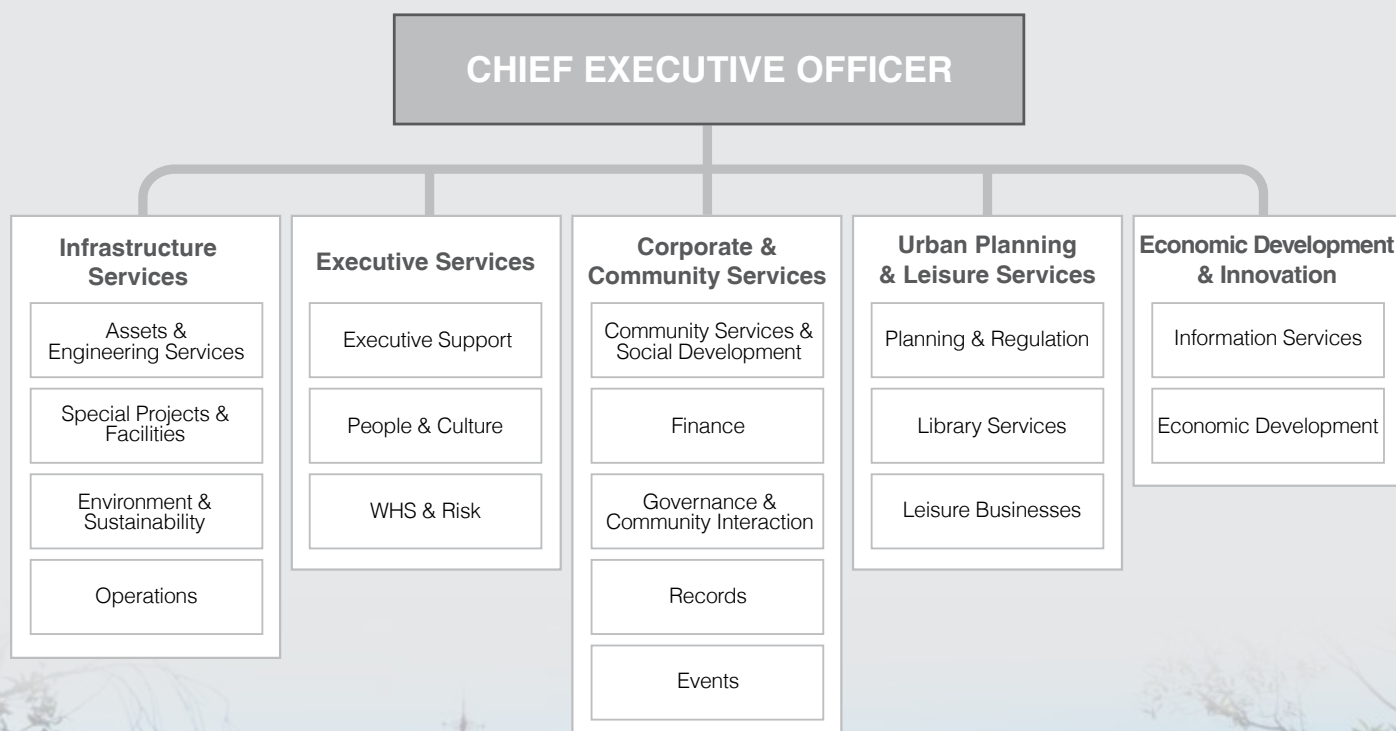 CHIEF EXECUTIVE OFFICER
Infrastructure
Services
Assets &
Engineering Services
Special Projects &
Facilities
Environment &
Sustainability
Operations
Executive Services
Executive Support
People & Culture
WHS & Risk
Corporate &
Community Services
Community Services &
Social Development
Finance
Governance &
Community Interaction
Records
Events
Urban Planning
& Leisure Services
Planning & Regulation
Library Services
Leisure Businesses
Economic Development
& Innovation
Information Services
Economic Development